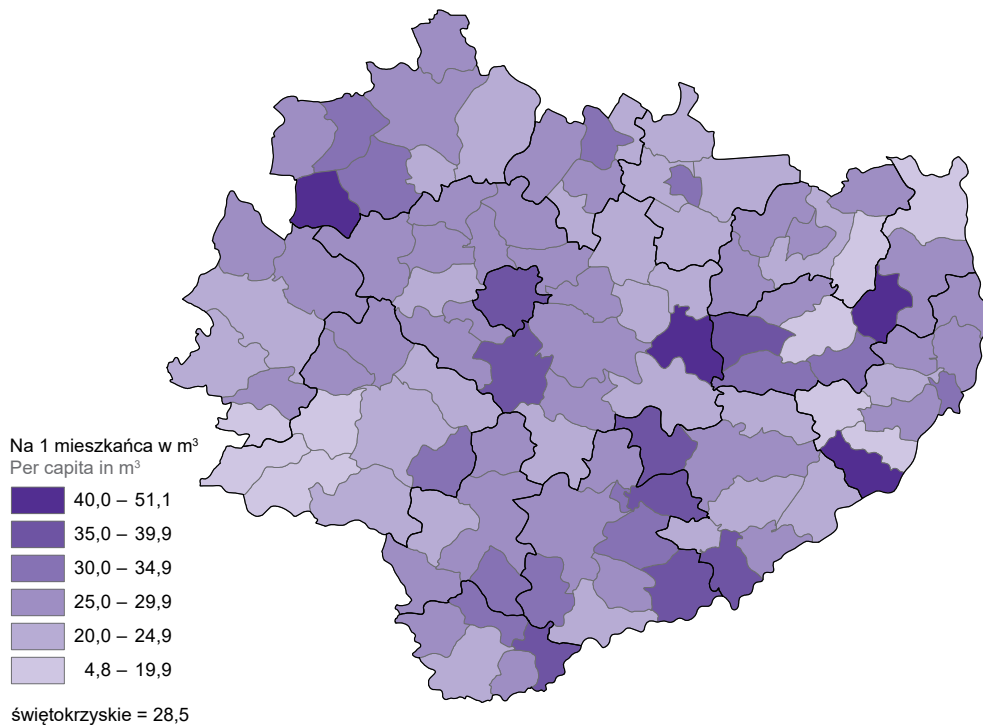 Na 1 mieszkańca w m³
Per capita in m³
40,0 – 51,1
35,0 – 39,9
30,0 – 34,9
25,0 – 29,9
20,0 – 24,9
4,8 – 19,9
świętokrzyskie = 28,5